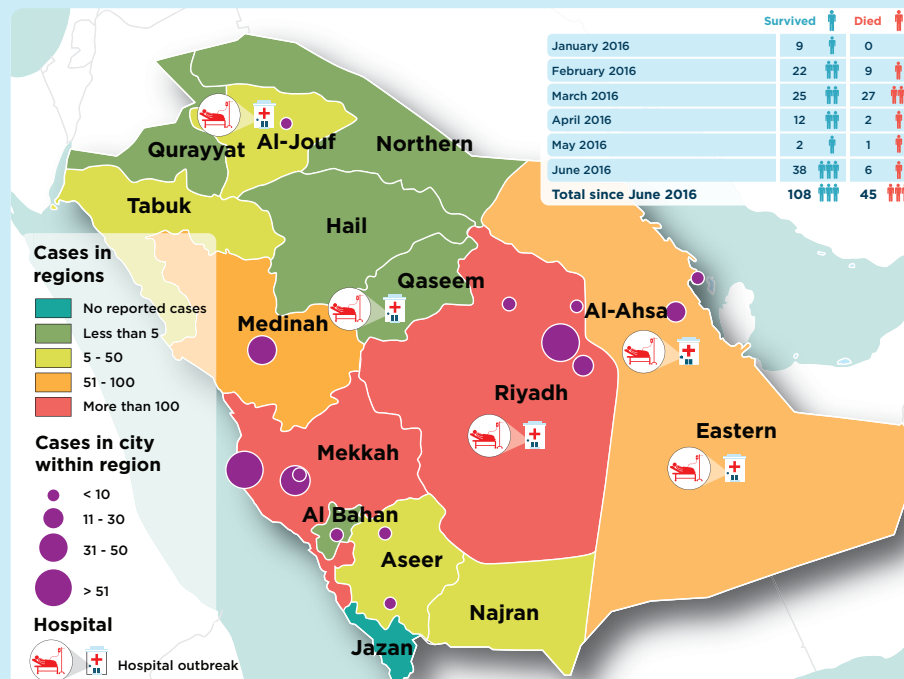 Survived Died
January 2016 9 0
February 2016 22 9
March 2016 25 27
April 2016 12 2
May 2016 2 1
June 2016 38 6
Total since June 2016 108 45
Qurayyat
Al-Jouf
Northern
Tabuk
Hail
Qaseem
Medinah
Al-Ahsa
Riyadh
Eastern
Mekkah
Al Bahan
Aseer
Najran
Jazan
Cases in
regions
No reported cases
Less than 5
5 - 50
51 - 100
More than 100
Cases in city
within region
< 10
11 - 30
31 - 50
> 51
Hospital
Hospital outbreak